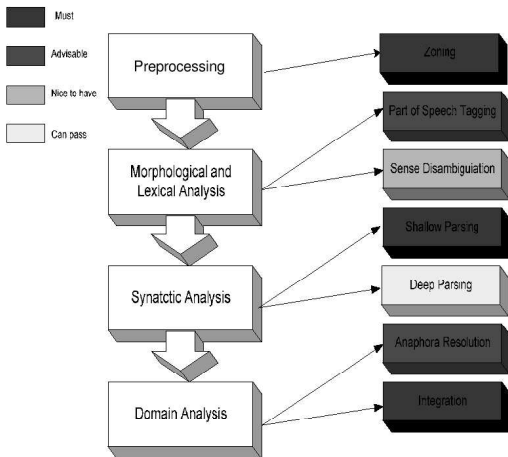 Must
Advisable
Nice to have
Can pass
Preprocessing
Zoning
Part of Speech Tagging
Morphological and
Lexical Analysis
Sense Disambiguiation
Shallow Parsing
Synatctic Analysis
Deep Parsing
Anaphora Resolution
Domain Analysis
Integration